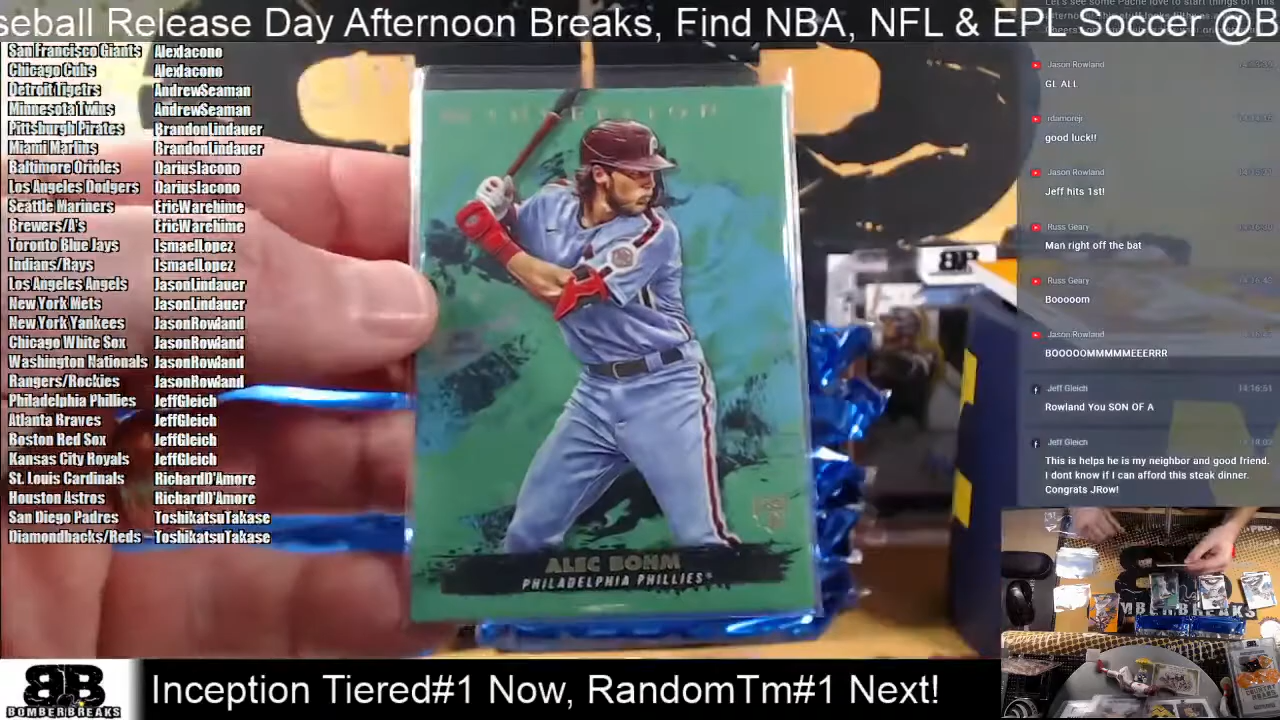 seball Release Day Afternoon Breaks, Find NBA, NFL & EPL Soccer @B
San Francisco Giants Alexiacono
Chicago Cubs Alexiacono
Detroit Tigetrs AndrewSeaman
Minnesota Twins AndrewSeaman
Pittsburgh Pirates BrandonLindauer
Miami Marlins BrandonLindauer
Baltimore Orioles DariusIacono
Los Angeles Dodgers DariusIacono
Seattle Mariners EricWarehime
Brewers/A's EricWarehime
Toronto Blue Jays IsmaelLopez
Indians/Rays IsmaelLopez
Los Angeles Angels JasonLindauer
New York Mets JasonLindauer
New York Yankees JasonRowland
Chicago White Sox JasonRowland
Washington Nationals JasonRowland
Rangers/Rockies JasonRowland
Philadelphia Phillies JeffGleich
Atlanta Braves JeffGleich
Boston Red Sox JeffGleich
Kansas City Royals JeffGleich
St. Louis Cardinals RichardD'Amore
Houston Astros RichardD'Amore
San Diego Padres ToshikatsuTakase
Diamondbacks/Reds ToshikatsuTakase
ALEC BOHM
PHILADELPHIA PHILLIES
Jason Rowland
GL ALL
rdamorejr
good luck!!
Jason Rowland
Jeff hits 1st!
Russ Geary
Man right off the bat
Russ Geary
Booooom
Jason Rowland
BOOOOOMMMMMEEERRR
Jeff Gleich 14:16:51
Rowland You SON OF A
Jeff Gleich
This is helps he is my neighbor and good friend.
I dont know if I can afford this steak dinner.
Congrats JRow!
BOMBERBREAKS
BOMBERBREAKS
Inception Tiered#1 Now, RandomTm#1 Next!